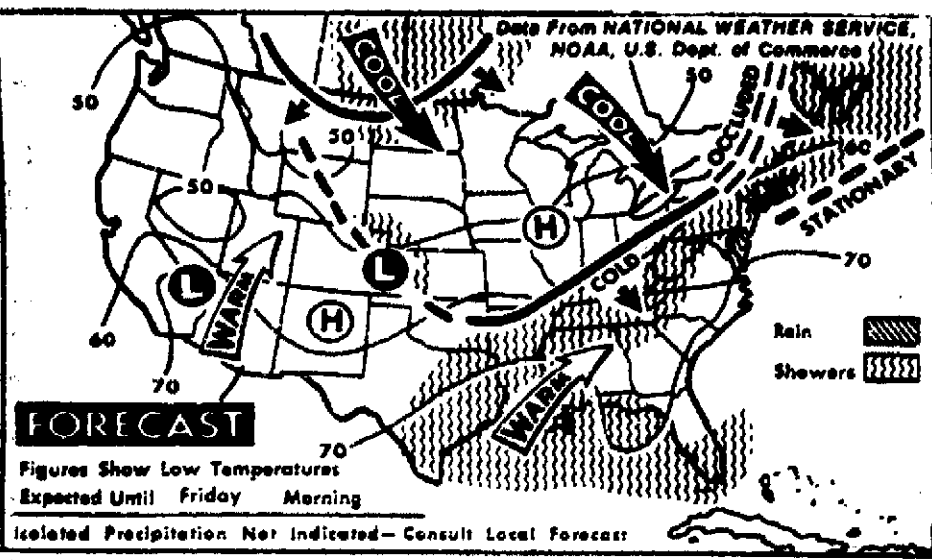 Data From NATIONAL WEATHER SERVICE,
NOAA, U.S. Dept. of Commerce
COOL
COOL
50
50
50
50
OCCLUDED
60
STATIONARY
H
L
L
H
COLD
WARM
70
60
70
Rain
Showers
WARM
70
FORECAST
Figures Show Low Temperatures
Expected Until Friday Morning
Isolated Precipitation Not Indicated – Consult Local Forecast